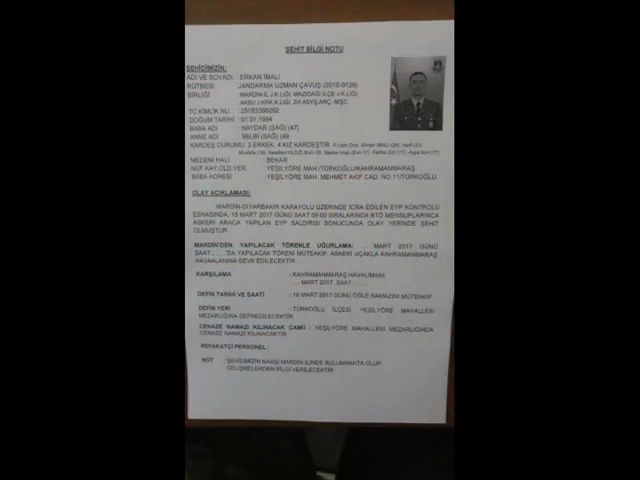 ŞEHİT BİLGİ NOTU
ŞEHİDİMİZİN;
ADI VE SOYADI : ERKAN İMALI
RÜTBESİ : JANDARMA UZMAN ÇAVUŞ (2015-9128)
BİRLİĞİ : MARDİN İL J.K.LIĞI, MAZIDAĞI İLÇE J.K.LIĞI,
AKSU J.KRK.K.LIĞI, ZH.ASYŞ.ARÇ. NİŞC
TC KİMLİK NU
DOĞUM TARİHİ : 01.01.1994
BABA ADI : HAYDAR (SAĞ) (47)
ANNE ADI : SELBİ (SAĞ) (49
KARDEŞ DURUMU: 3 ERKEK, 4 KIZ KARDEŞTİR
MEDENİ HALİ : BEKAR
NÜF.KAY.OLD.YER. : YEŞİLYÖRE MAH./TÜRKOĞLU/KAHRAMANMARAŞ
BABA ADRESİ : YEŞİLYÖRE MAH. MEHMET AKİF CAD. NO: TÜRKOĞLU
OLAY AÇIKLAMASI:
MARDİN-DİYARBAKIR KARAYOLU ÜZERİNDE İCRA EDİLEN EYP KONTROLÜ
ESNASINDA, 15 MART 2017 GÜNÜ SAAT 09:00 SIRALARINDA BTÖ MENSUPLARINCA
ASKERİ ARACA YAPILAN EYP SALDIRISI SONUCUNDA OLAY YERİNDE ŞEHİT
OLMUŞTUR.
MARDİN'DEN YAPILACAK TÖRENLE UĞURLAMA: ... MART 2017 GÜNÜ
SAAT:........'DA YAPILACAK TÖRENİ MÜTEAKİP, ASKERİ UÇAKLA KAHRAMANMARAŞ
HAVAALANINA SEVK EDİLECEKTİR.
KARŞILAMA : KAHRAMANMARAŞ HAVALİMANI,
.... MART 2017 SAAT: ..........
DEFİN TARİHİ VE SAATİ : 16 MART 2017 GÜNÜ ÖĞLE NAMAZINI MÜTEAKİP
DEFİN YERİ : TÜRKOĞLU İLÇESİ, YEŞİLYÖRE MAHALLESİ
MEZARLIĞINA DEFNEDİLECEKTİR.
CENAZE NAMAZI KILINACAK CAMİİ : YEŞİLYÖRE MAHALLESİ MEZARLIĞINDA
CENAZE NAMAZI KILINACAKTIR.
REFAKATÇİ PERSONEL :
NOT : ŞEHİDİMİZİN NAAŞI MARDİN İLİNDE BULUNMAKTA OLUP,
GELİŞMELERDEN BİLGİ VERİLECEKTİR.